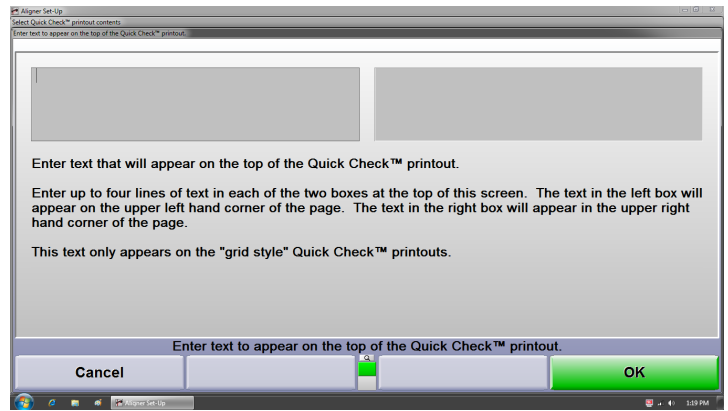 Aligner Set-Up
Select Quick Check™ printout contents
Enter text to appear on the top of the Quick Check™ printout.
Enter text that will appear on the top of the Quick Check™ printout.
Enter up to four lines of text in each of the two boxes at the top of this screen.  The text in the left box will
appear on the upper left hand corner of the page.  The text in the right box will appear in the upper right
hand corner of the page.
This text only appears on the "grid style" Quick Check™ printouts.
Enter text to appear on the top of the Quick Check™ printout.
Cancel
OK
Aligner Set-Up
1:19 PM